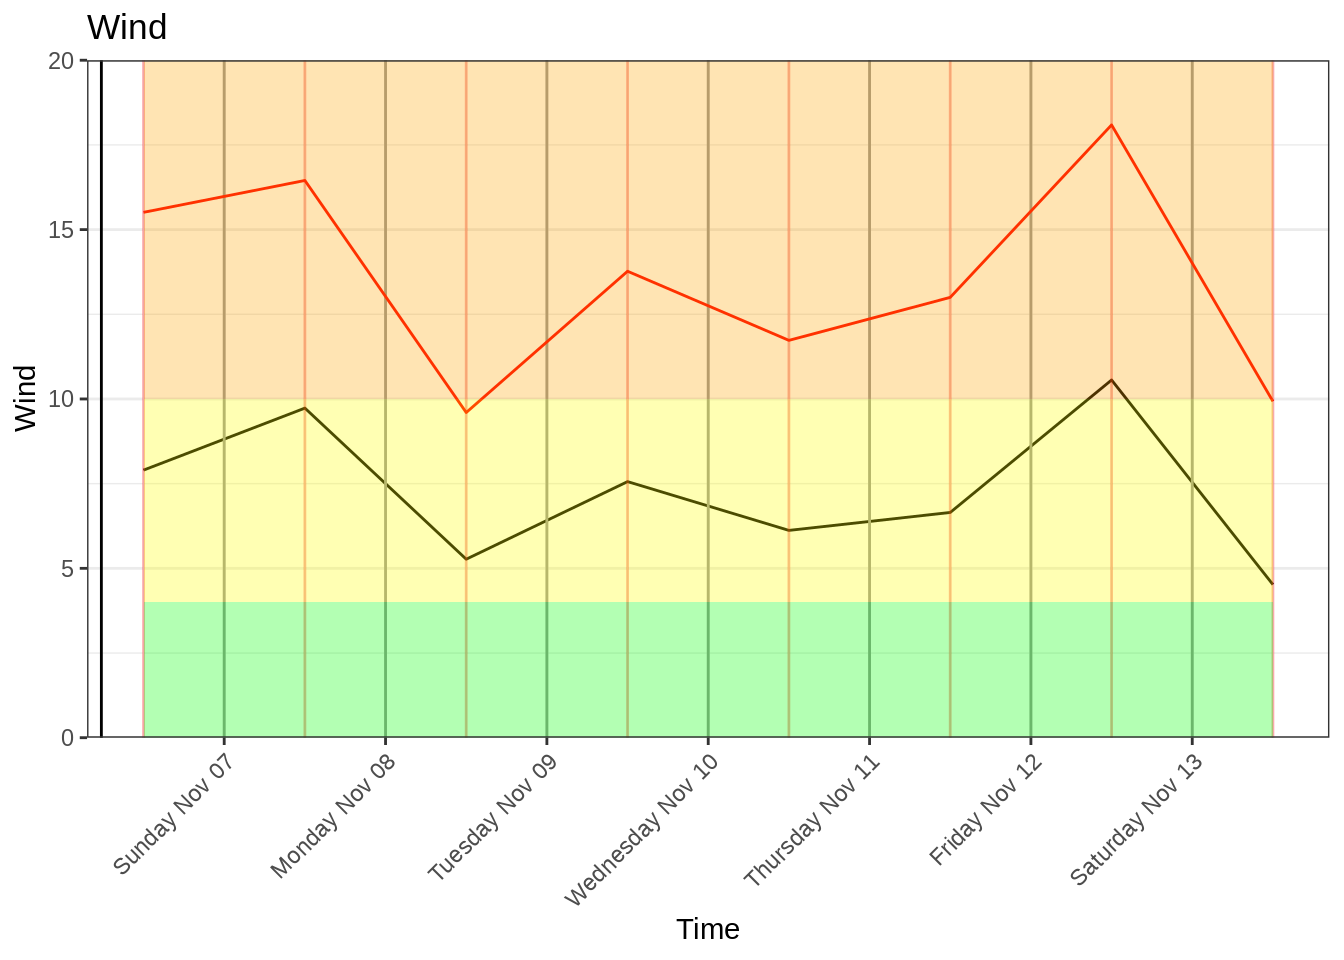 Wind
20
15
10
5
0
Wind
Sunday Nov 07
Monday Nov 08
Tuesday Nov 09
Wednesday Nov 10
Thursday Nov 11
Friday Nov 12
Saturday Nov 13
Time